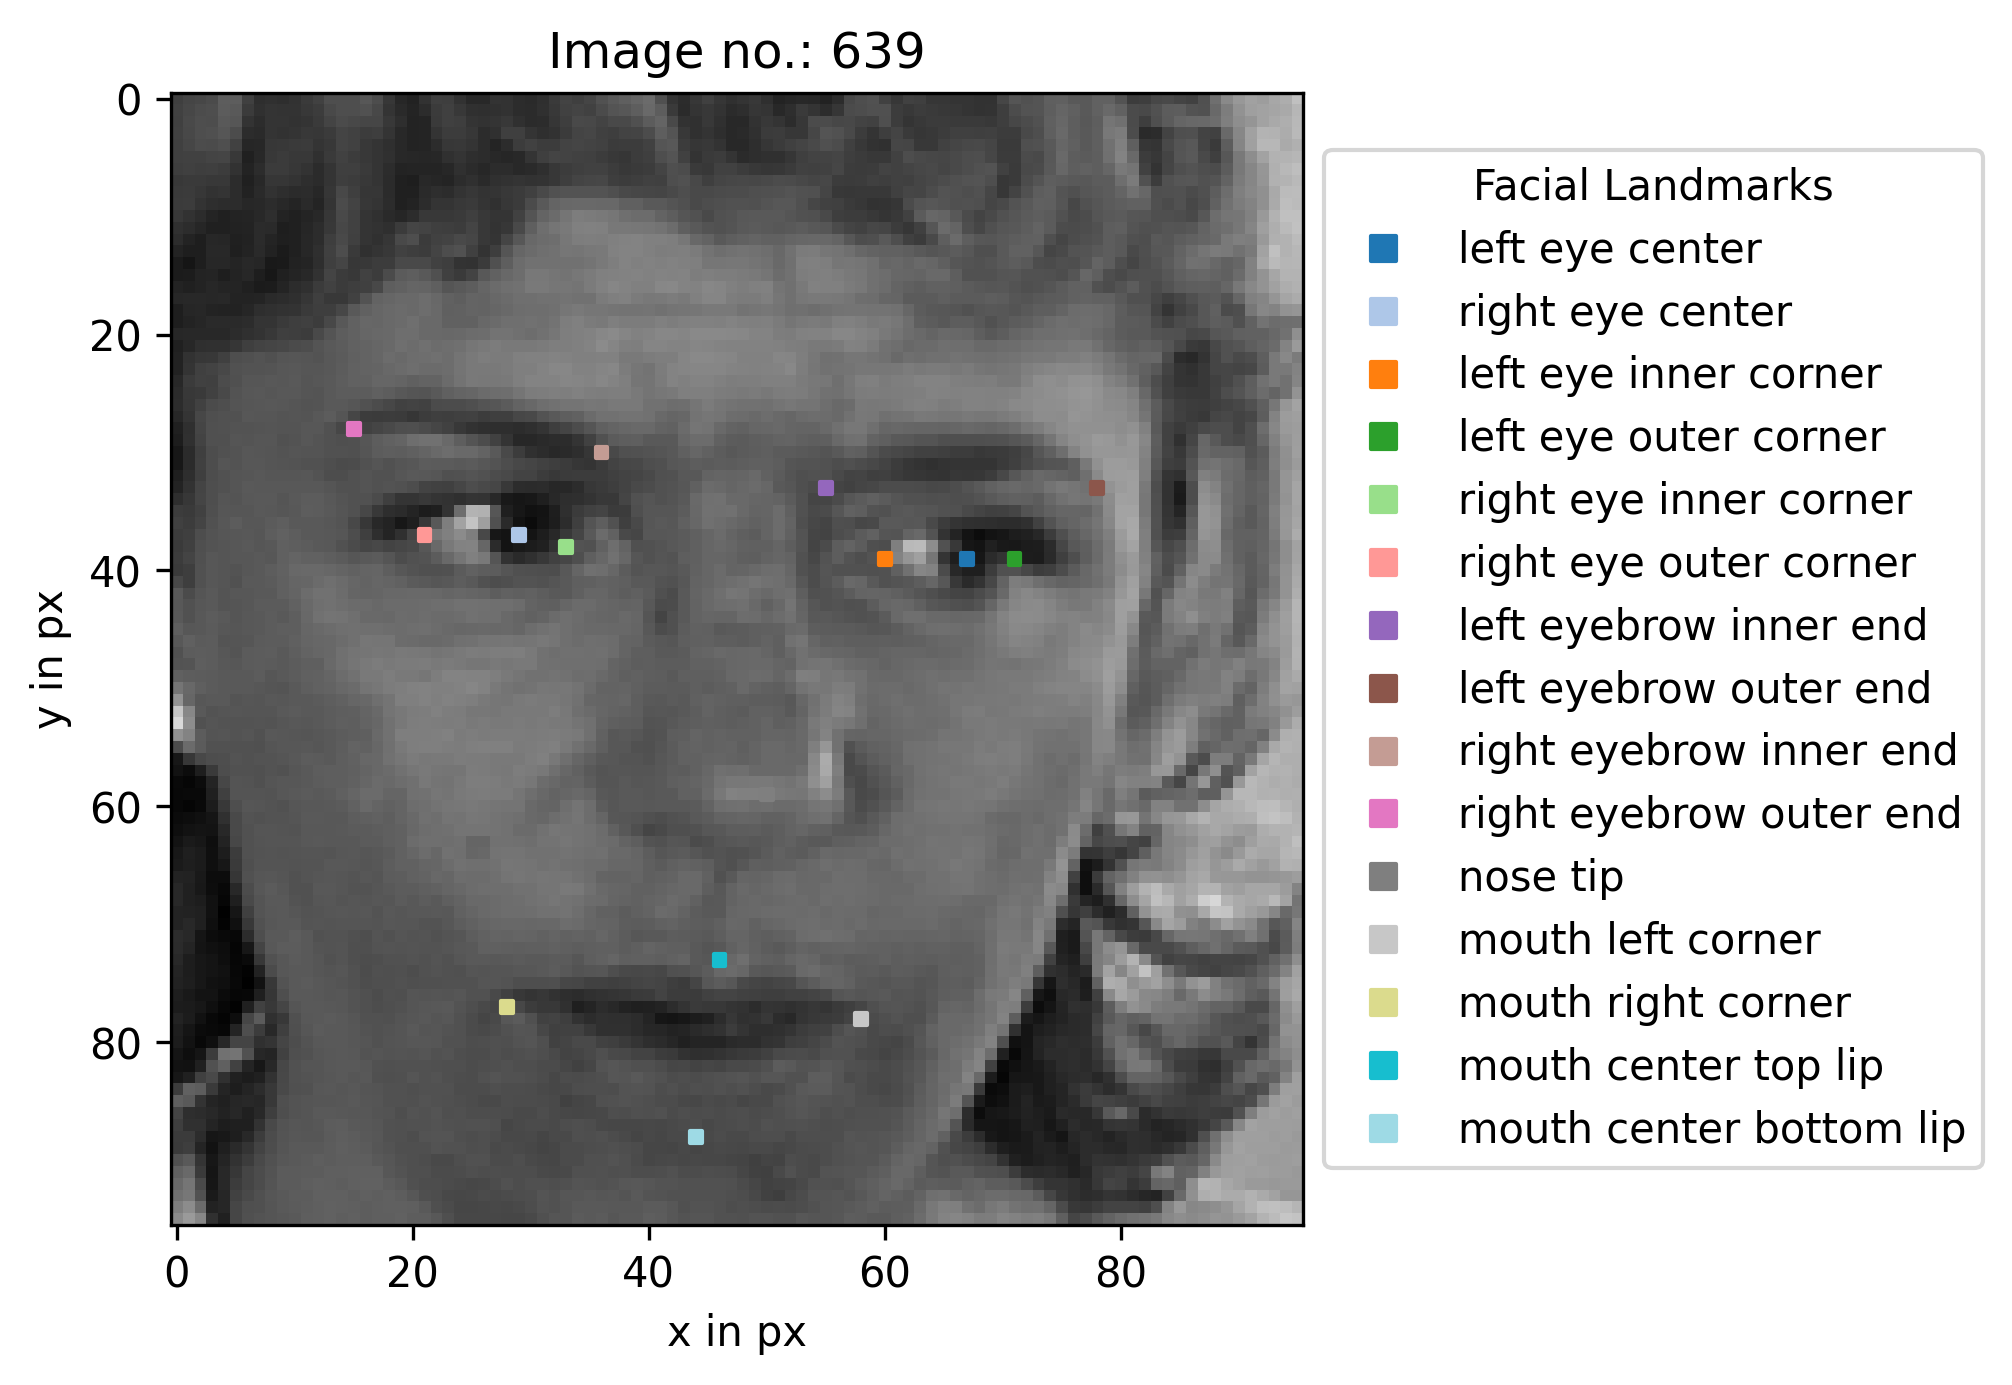 Image no.: 639
0
20
40
60
80
y in px
0
20
40
60
80
x in px
Facial Landmarks
left eye center
right eye center
left eye inner corner
left eye outer corner
right eye inner corner
right eye outer corner
left eyebrow inner end
left eyebrow outer end
right eyebrow inner end
right eyebrow outer end
nose tip
mouth left corner
mouth right corner
mouth center top lip
mouth center bottom lip